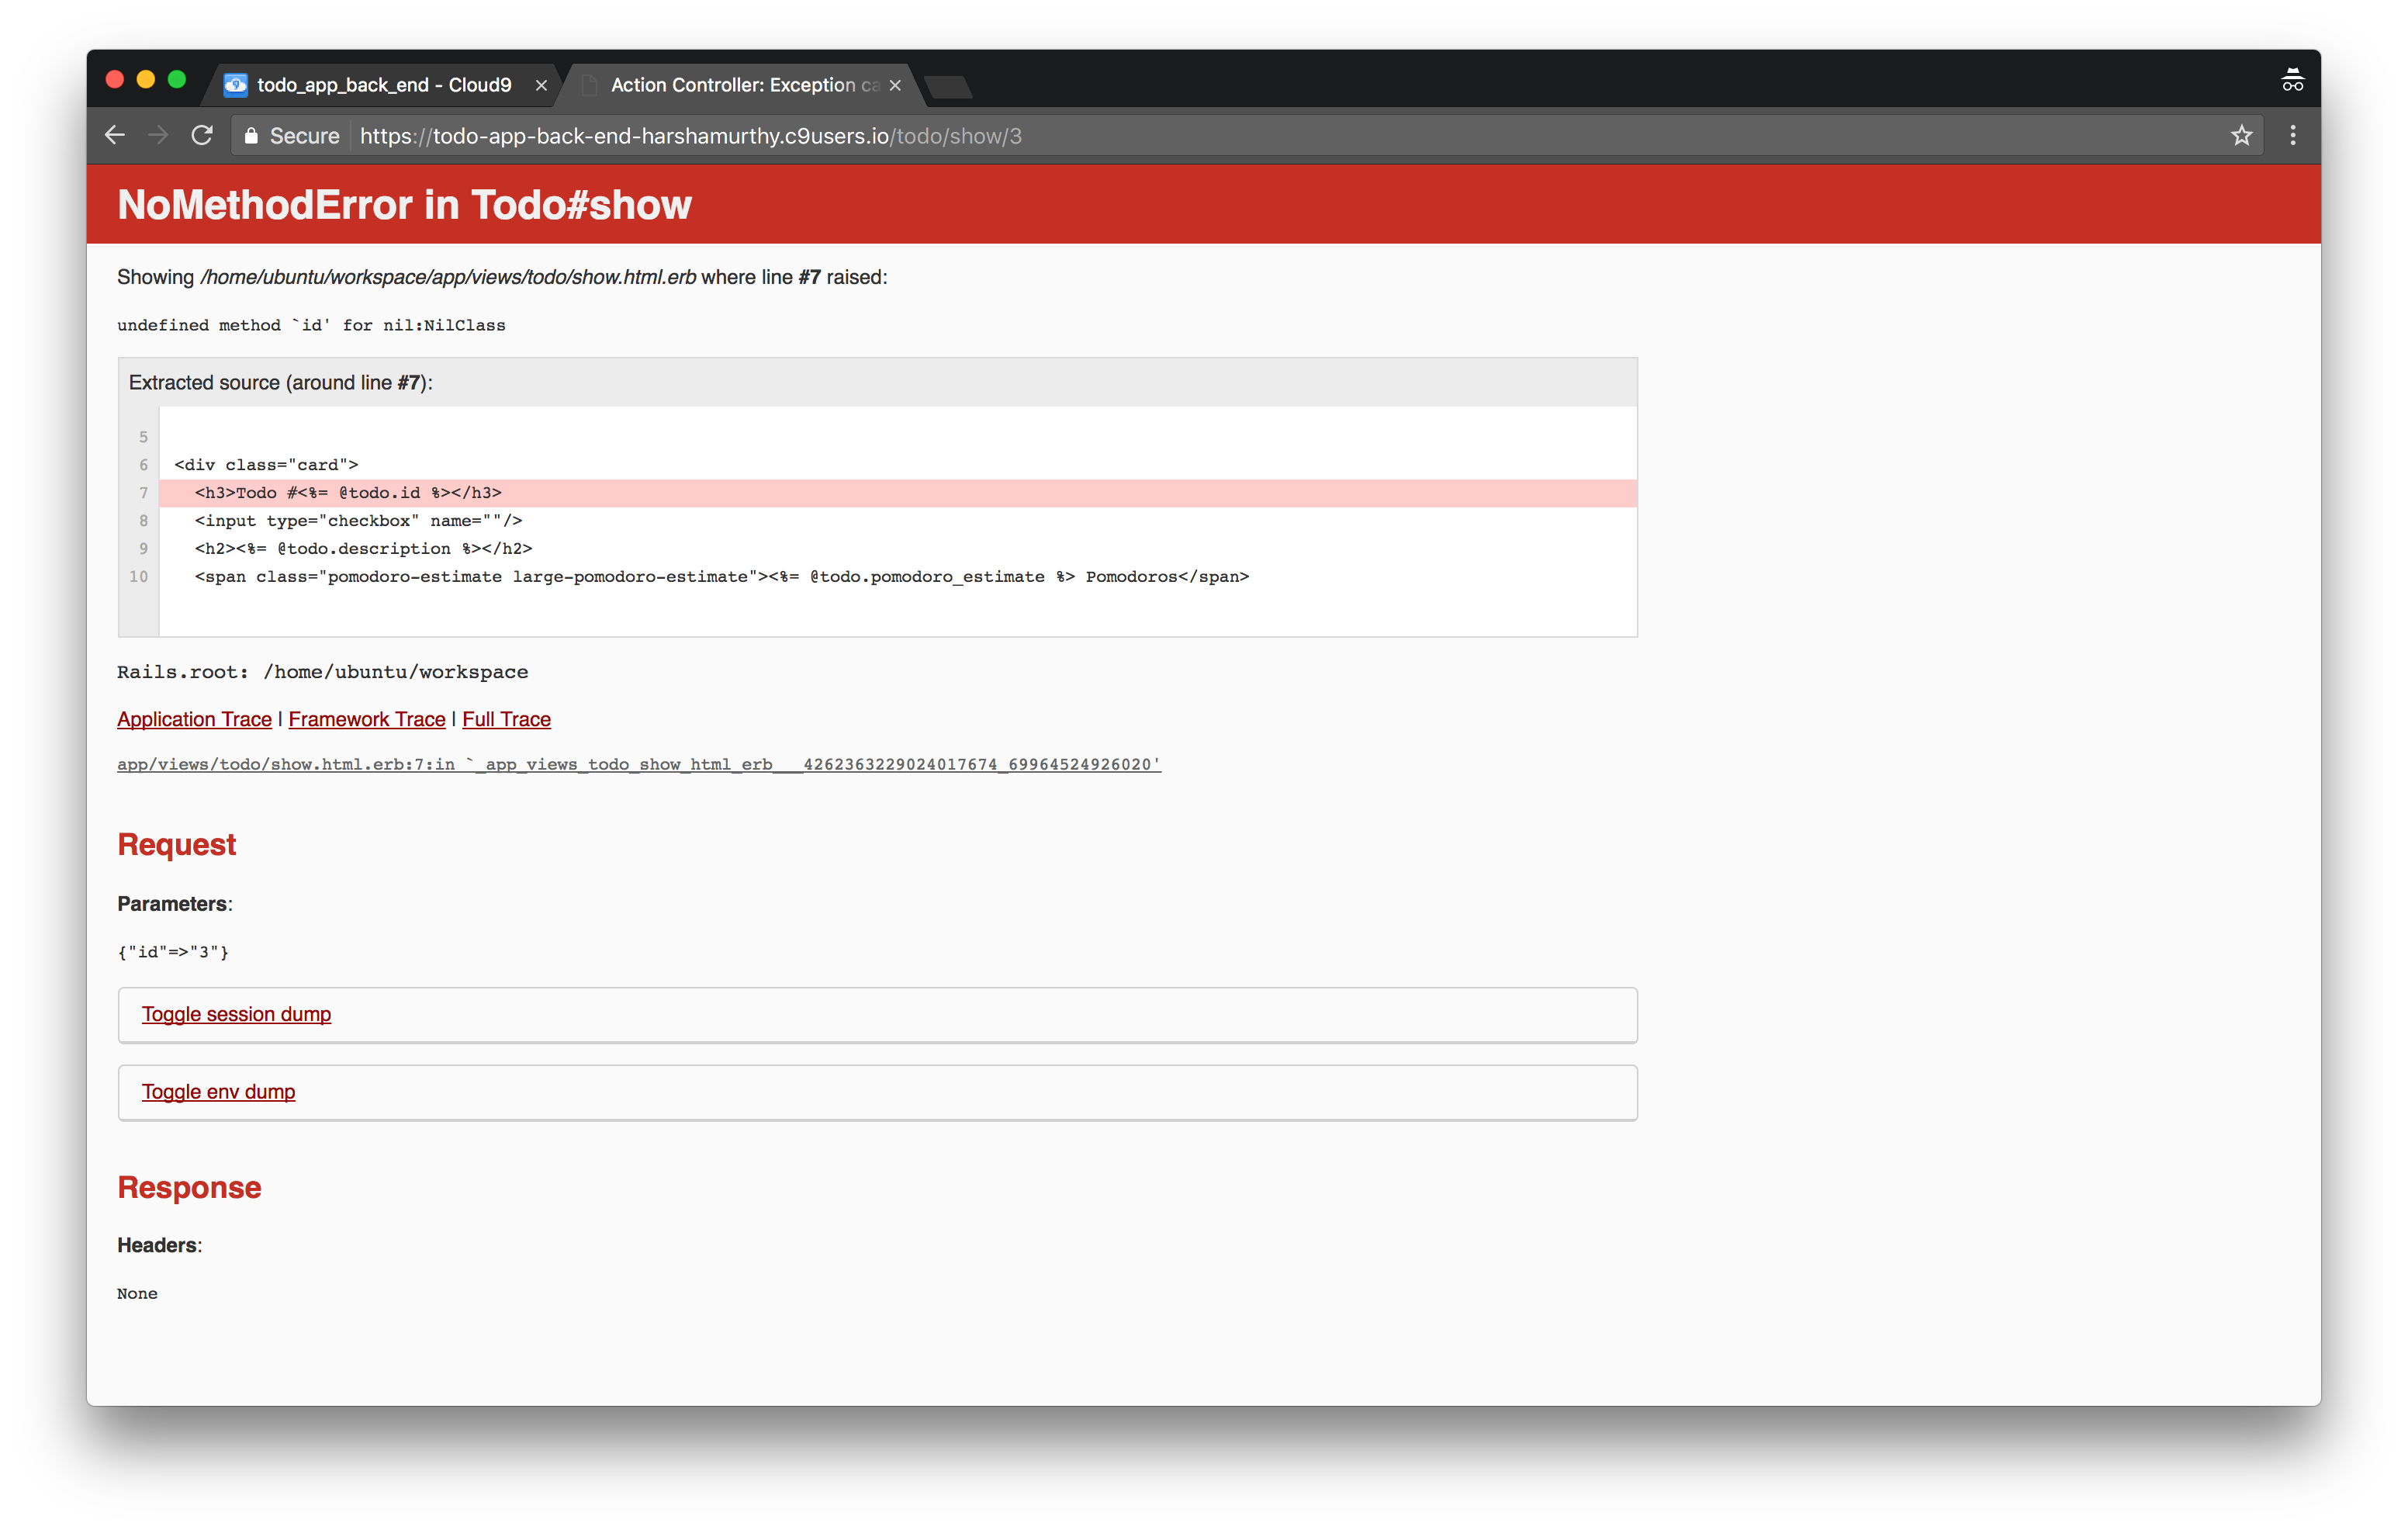 todo_app_back_end - Cloud9
Action Controller: Exception ca
Secure https://todo-app-back-end-harshamurthy.c9users.io/todo/show/3
NoMethodError in Todo#show
Showing /home/ubuntu/workspace/app/views/todo/show.html.erb where line #7 raised:
undefined method `id' for nil:NilClass
Extracted source (around line #7):
5
6 <div class="card">
7 <h3>Todo #<%= @todo.id %></h3>
8 <input type="checkbox" name=""/>
9 <h2><%= @todo.description %></h2>
10 <span class="pomodoro-estimate large-pomodoro-estimate"><%= @todo.pomodoro_estimate %> Pomodoros</span>
Rails.root: /home/ubuntu/workspace
Application Trace | Framework Trace | Full Trace
app/views/todo/show.html.erb:7:in `_app_views_todo_show_html_erb___4262363229024017674_69964524926020'
Request
Parameters:
{"id"=>"3"}
Toggle session dump
Toggle env dump
Response
Headers:
None